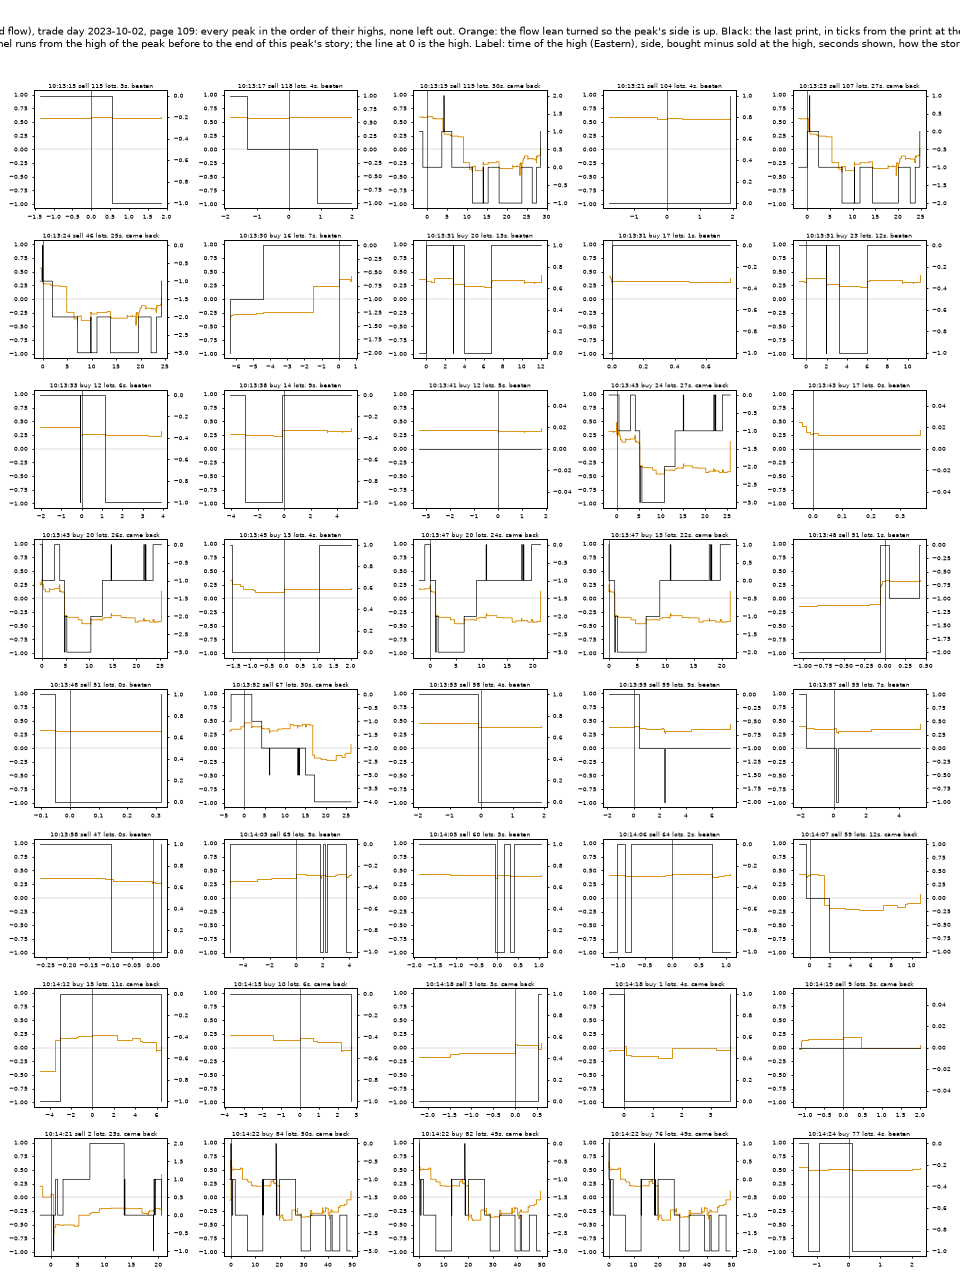 d flow), trade day 2023-10-02, page 109: every peak in the order of their highs, none left out. Orange: the flow lean turned so the peak's side is up. Black: the last print, in ticks from the print at the
nel runs from the high of the peak before to the end of this peak's story; the line at 0 is the high. Label: time of the high (Eastern), side, bought minus sold at the high, seconds shown, how the stor
10:13:15 sell 115 lots. 3s. beaten
10:13:17 sell 118 lots. 4s. beaten
10:13:19 sell 119 lots. 30s. came back
10:13:21 sell 104 lots. 4s. beaten
10:13:23 sell 107 lots. 27s. came back
10:13:24 sell 46 lots. 25s. came back
10:13:30 buy 16 lots. 7s. beaten
10:13:31 buy 20 lots. 13s. beaten
10:13:31 buy 17 lots. 1s. beaten
10:13:31 buy 23 lots. 12s. beaten
10:13:33 buy 12 lots. 6s. beaten
10:13:38 buy 14 lots. 9s. beaten
10:13:41 buy 12 lots. 5s. beaten
10:13:43 buy 24 lots. 27s. came back
10:13:43 buy 17 lots. 0s. beaten
10:13:43 buy 20 lots. 26s. came back
10:13:45 buy 13 lots. 4s. beaten
10:13:47 buy 20 lots. 24s. came back
10:13:47 buy 13 lots. 22s. came back
10:13:48 sell 51 lots. 1s. beaten
10:13:48 sell 51 lots. 0s. beaten
10:13:52 sell 67 lots. 30s. came back
10:13:53 sell 58 lots. 4s. beaten
10:13:55 sell 59 lots. 9s. beaten
10:13:57 sell 55 lots. 7s. beaten
10:13:58 sell 47 lots. 0s. beaten
10:14:03 sell 69 lots. 9s. beaten
10:14:05 sell 60 lots. 3s. beaten
10:14:06 sell 64 lots. 2s. beaten
10:14:07 sell 59 lots. 12s. came back
10:14:12 buy 15 lots. 11s. came back
10:14:15 buy 10 lots. 6s. came back
10:14:18 sell 3 lots. 3s. came back
10:14:18 buy 1 lots. 4s. came back
10:14:19 sell 9 lots. 3s. came back
10:14:21 sell 2 lots. 23s. came back
10:14:22 buy 84 lots. 50s. came back
10:14:22 buy 82 lots. 49s. came back
10:14:22 buy 76 lots. 49s. came back
10:14:24 buy 77 lots. 4s. beaten